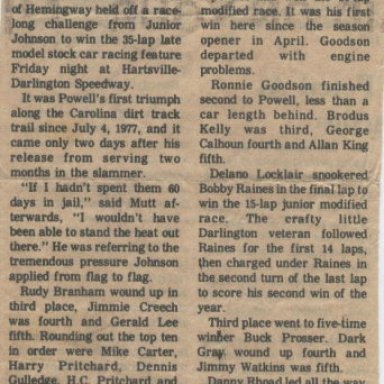 of Hemingway held off a race-
long challenge from Junior
Johnson to win the 35-lap late
model stock car racing feature
Friday night at Hartsville-
Darlington Speedway.
It was Powell's first triumph
along the Carolina dirt track
trail since July 4, 1977, and it
came only two days after his
release from serving two
months in the slammer.
"If I hadn't spent them 60
days in jail," said Mutt af-
terwards, "I wouldn't have
been able to stand the heat out
there." He was referring to the
tremendous pressure Johnson
applied from flag to flag.
Rudy Branham wound up in
third place, Jimmie Creech
was fourth and Gerald Lee
fifth. Rounding out the top ten
in order were Mike Carter,
Harry Pritchard, Dennis
Gulledge, H.C. Pritchard and
modified race. It was his first
win here since the season
opener in April. Goodson
departed with engine
problems.
Ronnie Goodson finished
second to Powell, less than a
car length behind. Brodus
Kelly was third, George
Calhoun fourth and Allan King
fifth.
Delano Locklair snookered
Bobby Raines in the final lap to
win the 15-lap junior modified
race. The crafty little
Darlington veteran followed
Raines for the first 14 laps,
then charged under Raines in
the second turn of the last lap
to score his second win of the
year.
Third place went to five-time
winner Buck Prosser. Dark
Gray wound up fourth and
Jimmy Watkins was fifth.
Danny Rhoad led all the way